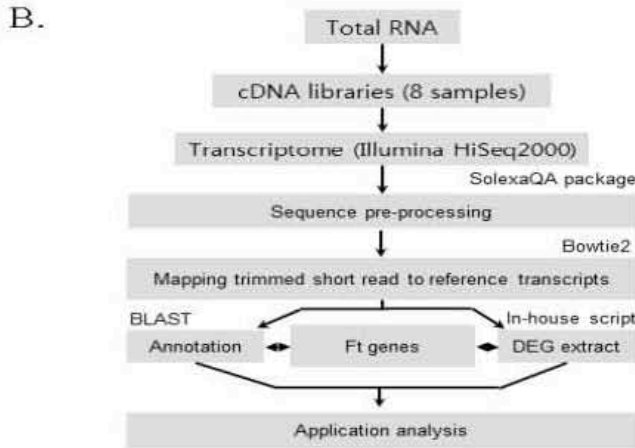 B.
Total RNA
cDNA libraries (8 samples)
Transcriptome (Illumina HiSeq2000)
SolexaQA package
Sequence pre-processing
Bowtie2
Mapping trimmed short read to reference transcripts
BLAST
In-house script
Annotation
Ft genes
DEG extract
Application analysis